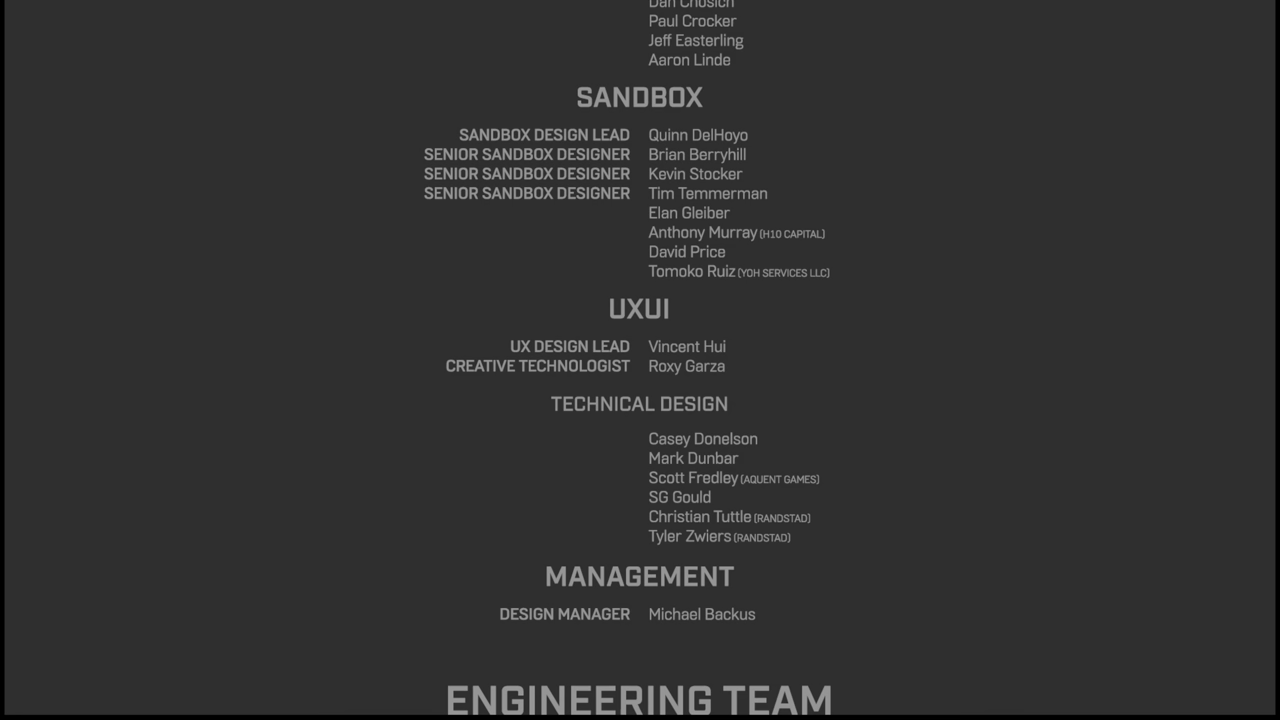 Dan Chosich
Paul Crocker
Jeff Easterling
Aaron Linde
SANDBOX
SANDBOX DESIGN LEAD Quinn DelHoyo
SENIOR SANDBOX DESIGNER Brian Berryhill
SENIOR SANDBOX DESIGNER Kevin Stocker
SENIOR SANDBOX DESIGNER Tim Temmerman
Elan Gleiber
Anthony Murray (H10 CAPITAL)
David Price
Tomoko Ruiz (YOH SERVICES LLC)
UXUI
UX DESIGN LEAD Vincent Hui
CREATIVE TECHNOLOGIST Roxy Garza
TECHNICAL DESIGN
Casey Donelson
Mark Dunbar
Scott Fredley (AQUENT GAMES)
SG Gould
Christian Tuttle (RANDSTAD)
Tyler Zwiers (RANDSTAD)
MANAGEMENT
DESIGN MANAGER Michael Backus
ENGINEERING TEAM